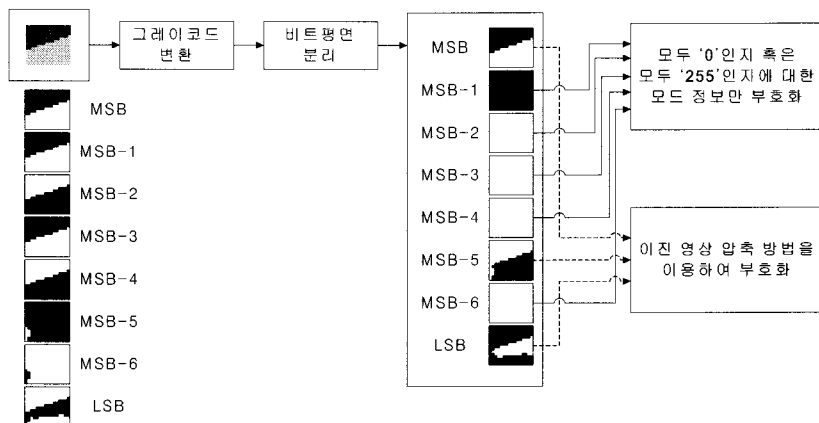 그레이코드
변환
비트평면
분리
MSB
MSB-1
MSB-2
MSB-3
MSB-4
MSB-5
MSB-6
LSB
MSB
MSB-1
MSB-2
MSB-3
MSB-4
MSB-5
MSB-6
LSB
모두 '0'인지 혹은
모두 '255'인지에 대한
모드 정보만 부호화
이진 영상 압축 방법을
이용하여 부호화